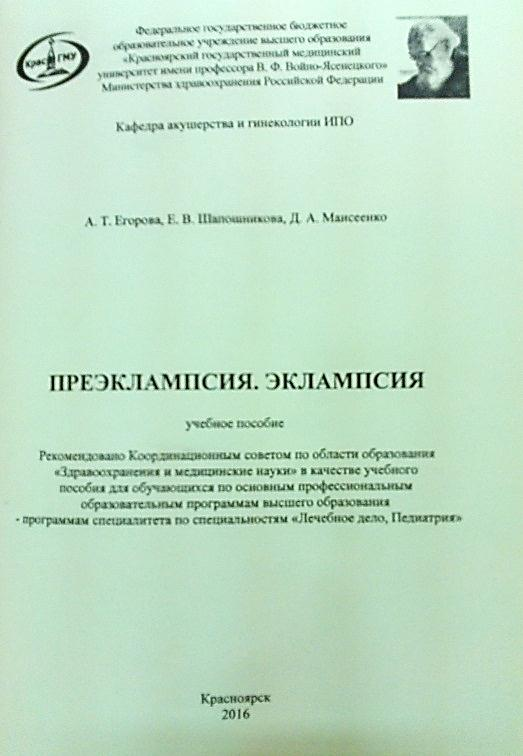 Федеральное государственное бюджетное
образовательное учреждение высшего образования
«Красноярский государственный медицинский
университет имени профессора В. Ф. Войно-Ясенецкого»
Министерства здравоохранения Российской Федерации
КрасГМУ
Кафедра акушерства и гинекологии ИПО
А. Т. Егорова, Е. В. Шапошникова, Д. А. Маисеенко
ПРЕЭКЛАМПСИЯ. ЭКЛАМПСИЯ
учебное пособие
Рекомендовано Координационным советом по области образования
«Здравоохранения и медицинские науки» в качестве учебного
пособия для обучающихся по основным профессиональным
образовательным программам высшего образования
- программам специалитета по специальностям «Лечебное дело, Педиатрия»
Красноярск
2016